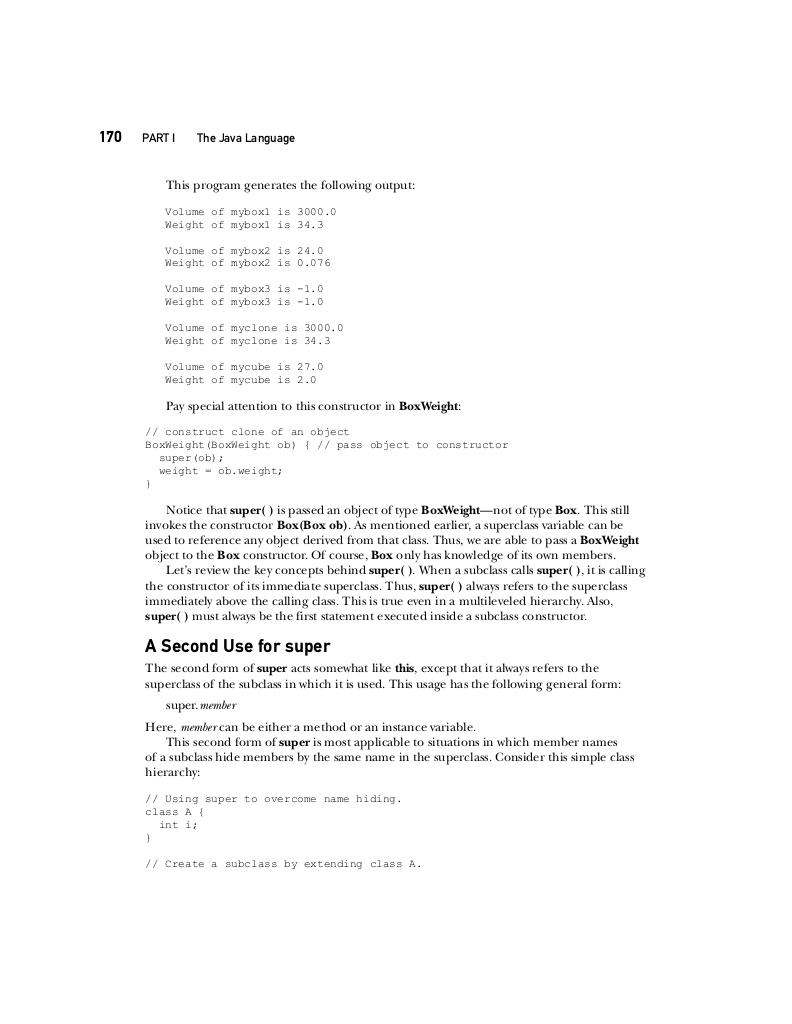 170 PART I The Java Language
This program generates the following output:
Volume of mybox1 is 3000.0
Weight of mybox1 is 34.3
Volume of mybox2 is 24.0
Weight of mybox2 is 0.076
Volume of mybox3 is -1.0
Weight of mybox3 is -1.0
Volume of myclone is 3000.0
Weight of myclone is 34.3
Volume of mycube is 27.0
Weight of mycube is 2.0
Pay special attention to this constructor in BoxWeight:
// construct clone of an object
BoxWeight(BoxWeight ob) { // pass object to constructor
super(ob);
weight = ob.weight;
}
Notice that super( ) is passed an object of type BoxWeight—not of type Box. This still
invokes the constructor Box(Box ob). As mentioned earlier, a superclass variable can be
used to reference any object derived from that class. Thus, we are able to pass a BoxWeight
object to the Box constructor. Of course, Box only has knowledge of its own members.
Let's review the key concepts behind super( ). When a subclass calls super( ), it is calling
the constructor of its immediate superclass. Thus, super( ) always refers to the superclass
immediately above the calling class. This is true even in a multileveled hierarchy. Also,
super( ) must always be the first statement executed inside a subclass constructor.
A Second Use for super
The second form of super acts somewhat like this, except that it always refers to the
superclass of the subclass in which it is used. This usage has the following general form:
super.member
Here, member can be either a method or an instance variable.
This second form of super is most applicable to situations in which member names
of a subclass hide members by the same name in the superclass. Consider this simple class
hierarchy:
// Using super to overcome name hiding.
class A {
int i;
}
// Create a subclass by extending class A.